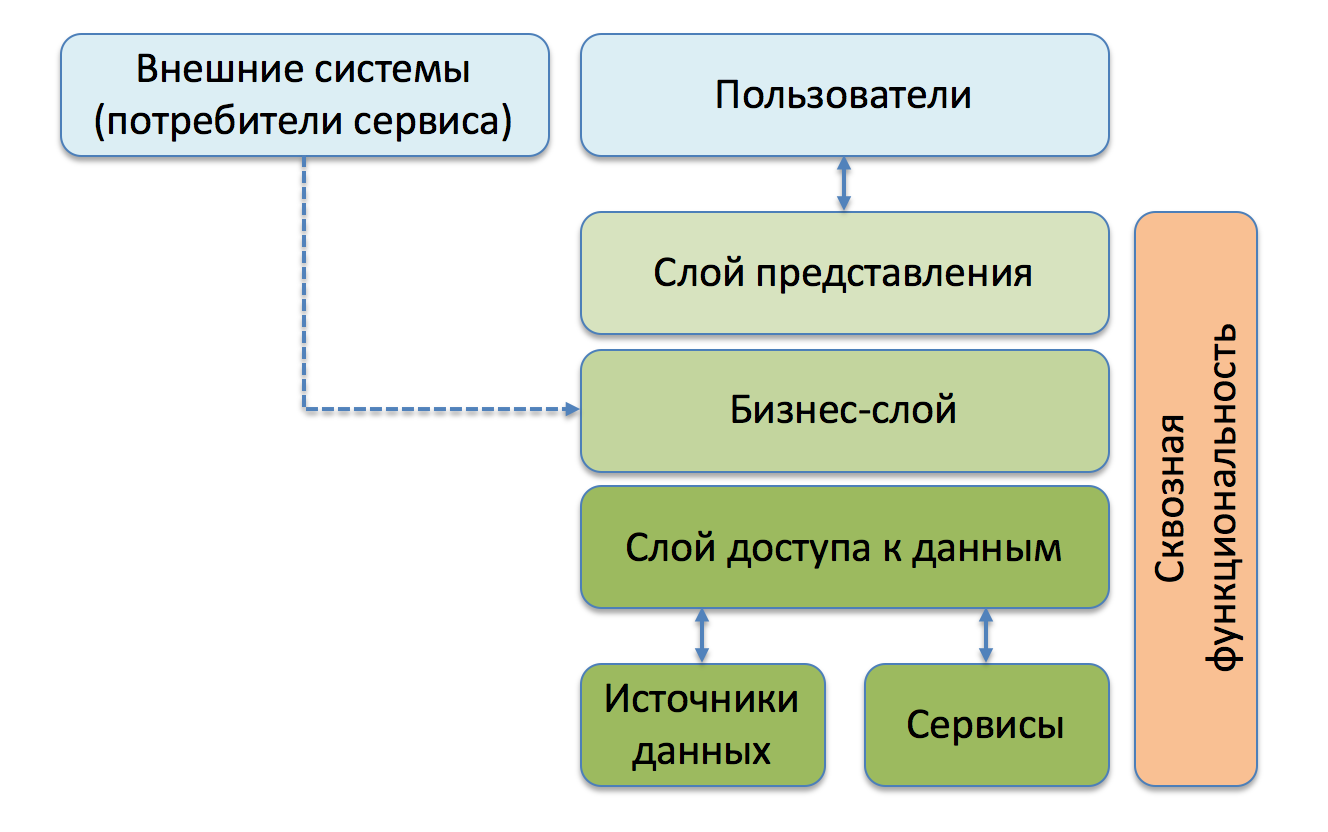 Внешние системы
(потребители сервиса)
Пользователи
Слой представления
Бизнес-слой
Слой доступа к данным
Источники
данных
Сервисы
Сквозная
функциональность